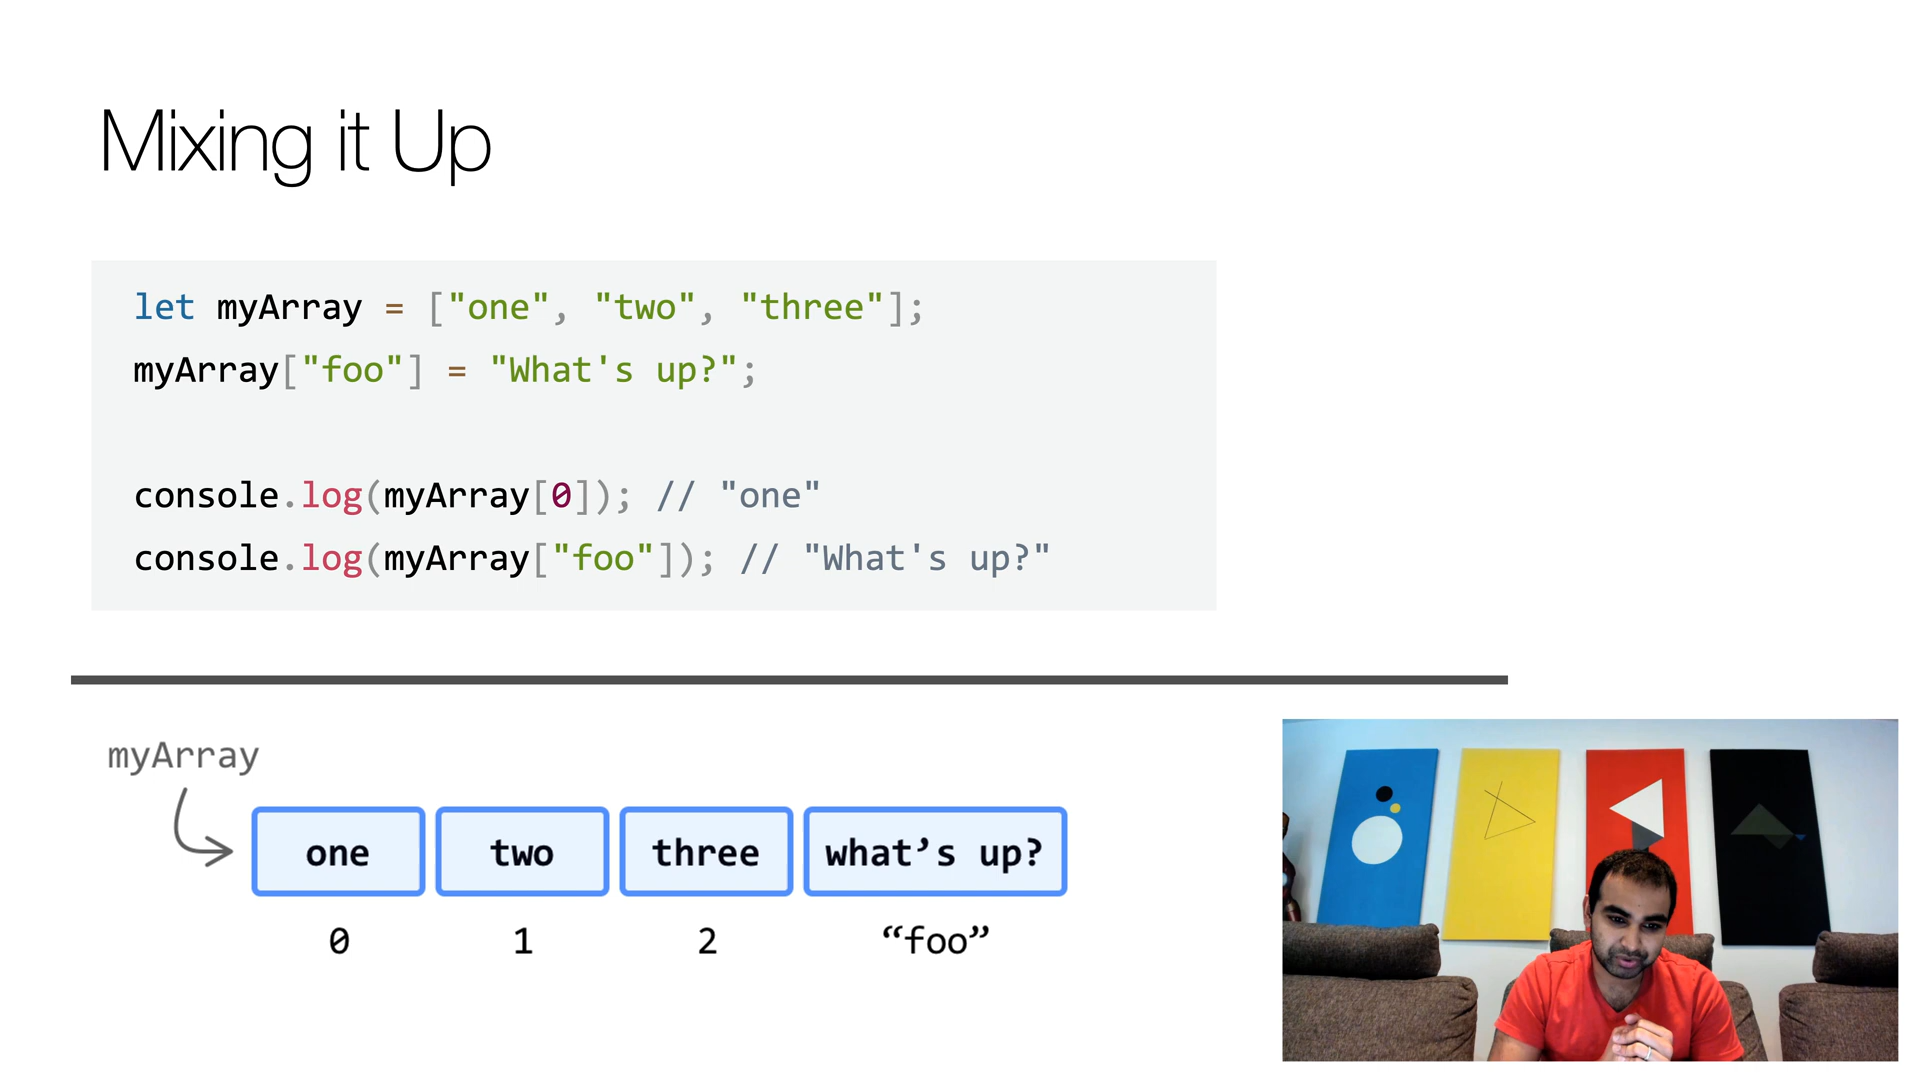 Mixing it Up
let myArray = ["one", "two", "three"];
myArray["foo"] = "What's up?";
console.log(myArray[0]); // "one"
console.log(myArray["foo"]); // "What's up?"
myArray
one two three what’s up?
0 1 2 “foo”